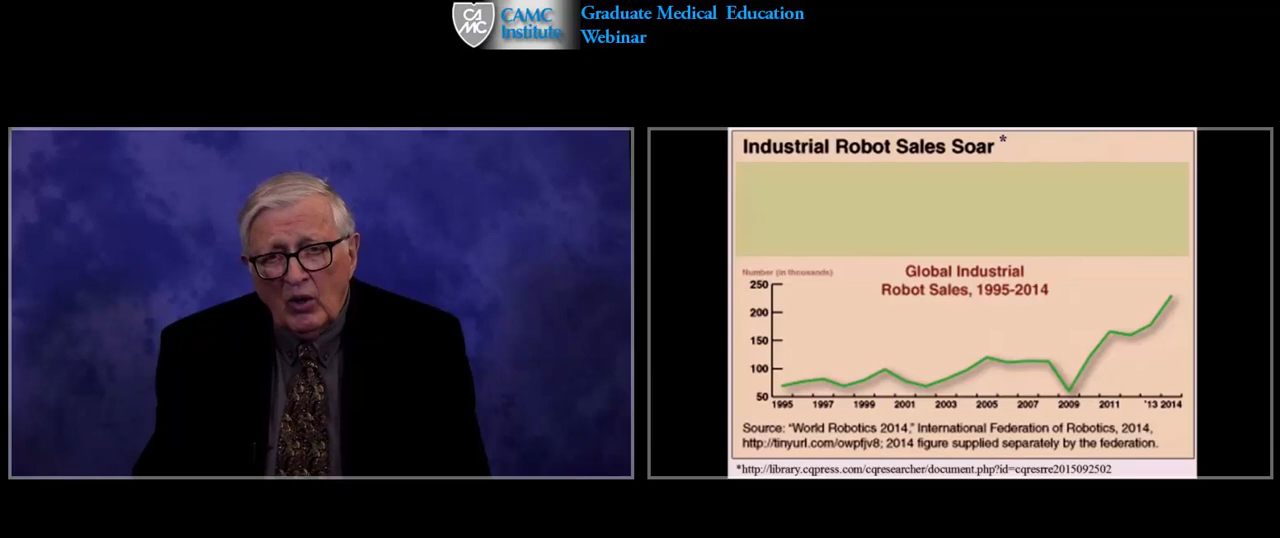 CAMC
CAMC
Institute
Graduate Medical Education
Webinar
Industrial Robot Sales Soar *
Number (in thousands)
Global Industrial
Robot Sales, 1995-2014
250
200
150
100
50
1995 1997 1999 2001 2003 2005 2007 2009 2011 '13 2014
Source: "World Robotics 2014," International Federation of Robotics, 2014,
http://tinyurl.com/owpfjv8; 2014 figure supplied separately by the federation.
*http://library.cqpress.com/cqresearcher/document.php?id=cqresrre2015092502